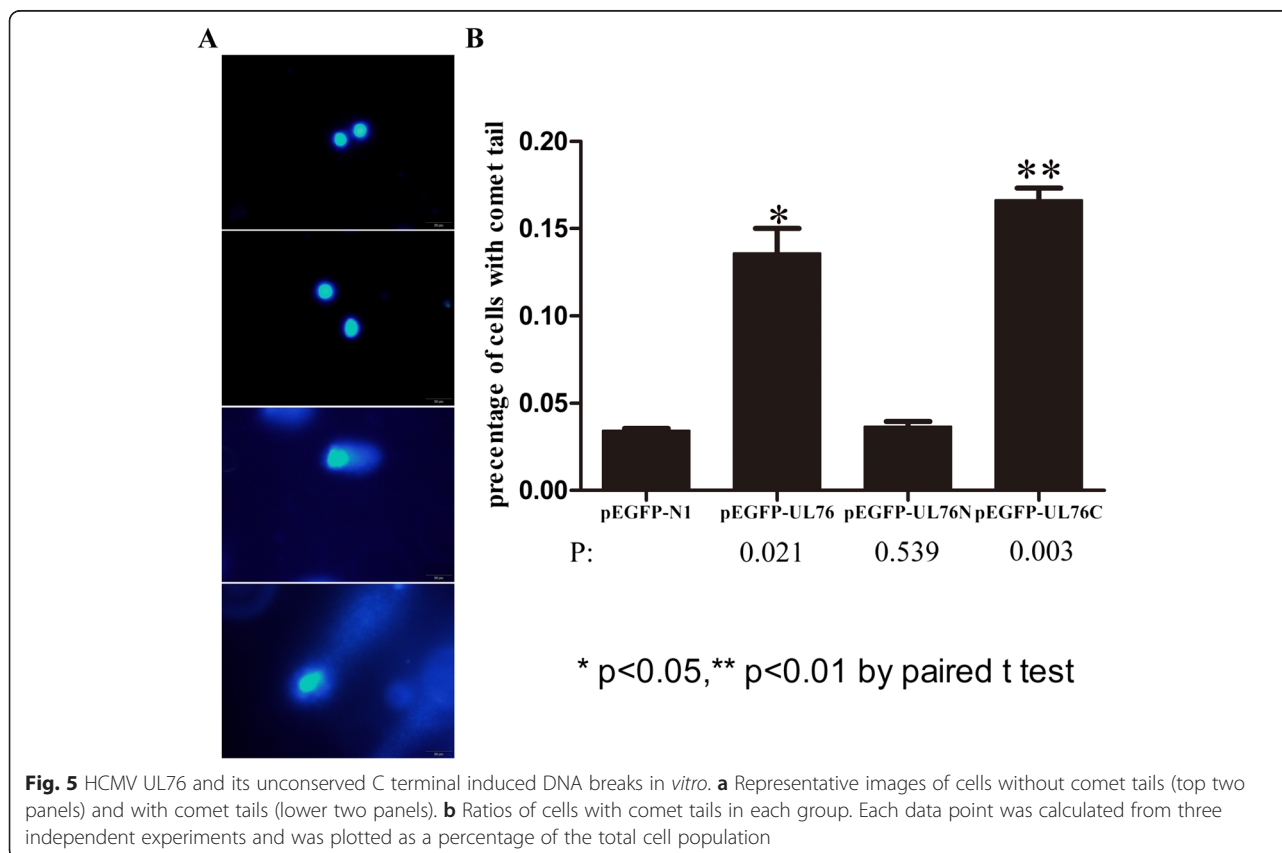 A
B
precentage of cells with comet tail
0.20
0.15
0.10
0.05
0.00
*
**
pEGFP-N1 pEGFP-UL76 pEGFP-UL76N pEGFP-UL76C
P: 0.021 0.539 0.003
* p<0.05,** p<0.01 by paired t test
Fig. 5 HCMV UL76 and its unconserved C terminal induced DNA breaks in vitro. a Representative images of cells without comet tails (top two
panels) and with comet tails (lower two panels). b Ratios of cells with comet tails in each group. Each data point was calculated from three
independent experiments and was plotted as a percentage of the total cell population